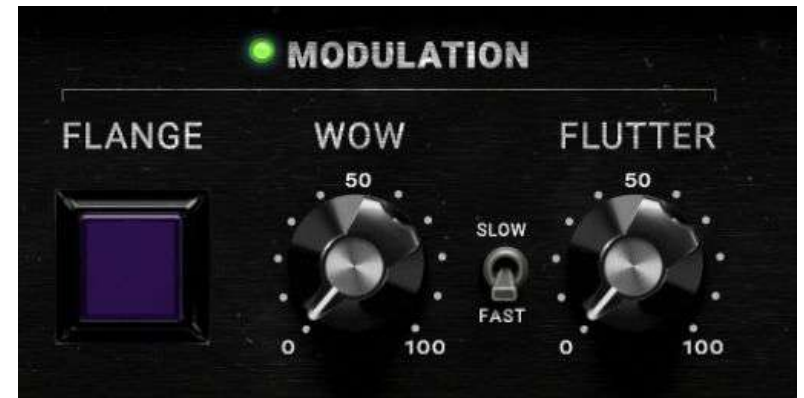 MODULATION
FLANGE
WOW
FLUTTER
50
50
SLOW
FAST
0
100
0
100